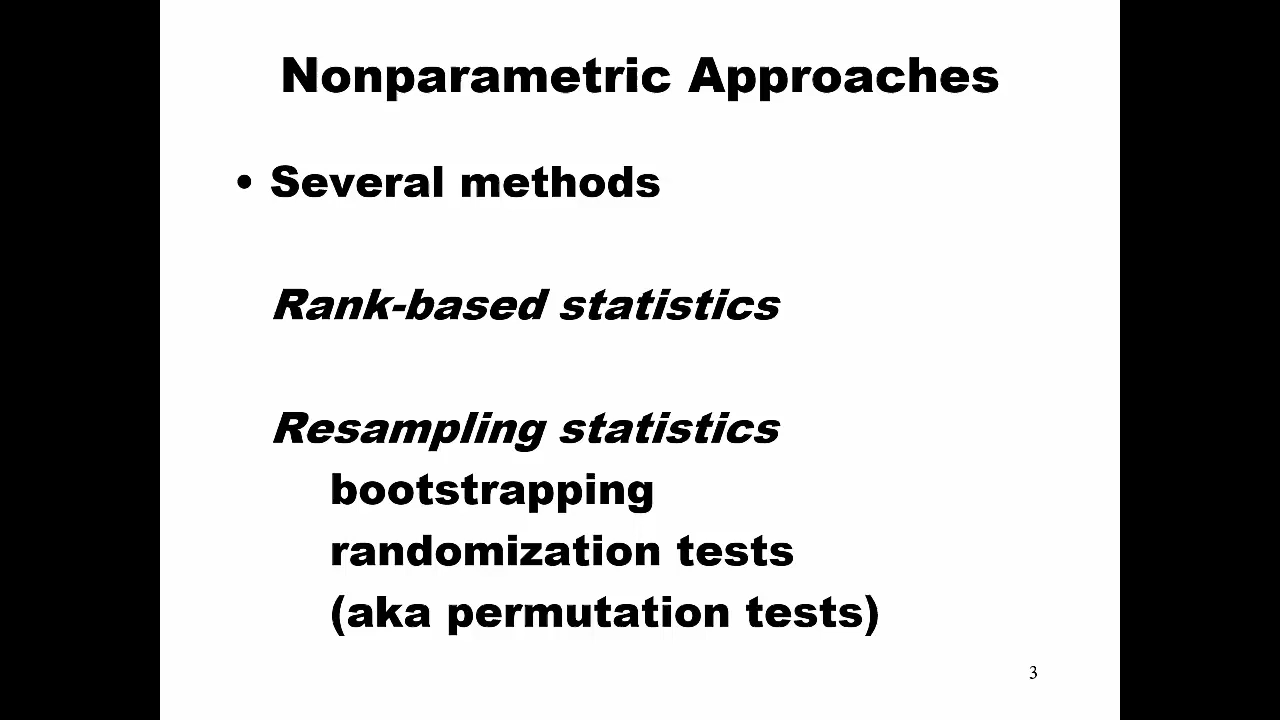 Nonparametric Approaches
• Several methods
Rank-based statistics
Resampling statistics
bootstrapping
randomization tests
(aka permutation tests)
3